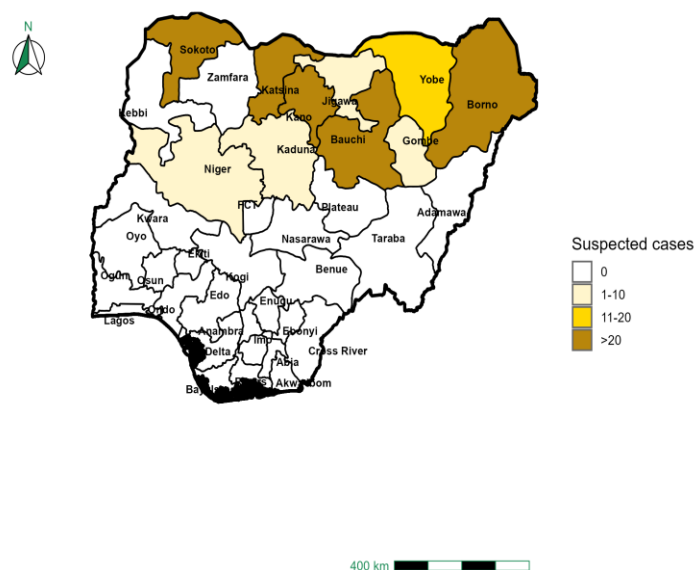 N
Sokoto
Zamfara
Katsina
Yobe
Jigawa
Borno
Kebbi
Kano
Bauchi
Gombe
Kaduna
Niger
FCT
Plateau
Adamawa
Kwara
Oyo
Nasarawa
Taraba
Ekiti
Benue
Ogun
Osun
Kogi
Edo
Enugu
Ondo
Lagos
Anambra
Ebonyi
Imo
Delta
Cross River
Abia
Akwa Ibom
Suspected cases
0
1-10
11-20
>20
400 km